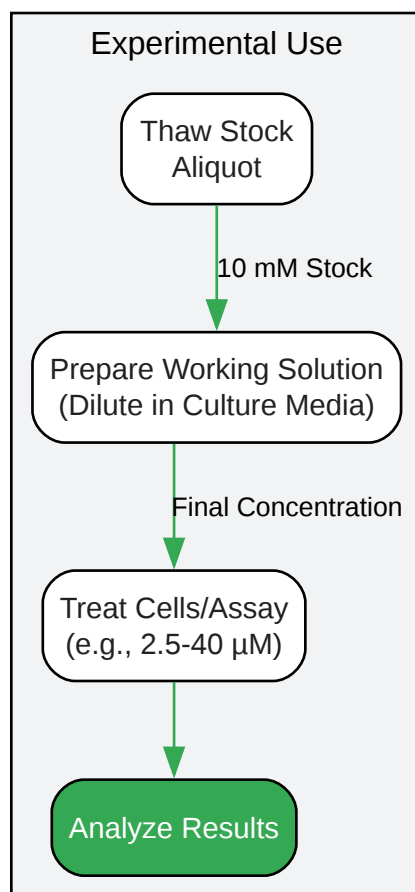 Experimental Use
Thaw Stock
Aliquot
10 mM Stock
Prepare Working Solution
(Dilute in Culture Media)
Final Concentration
Treat Cells/Assay
(e.g., 2.5-40 µM)
Analyze Results